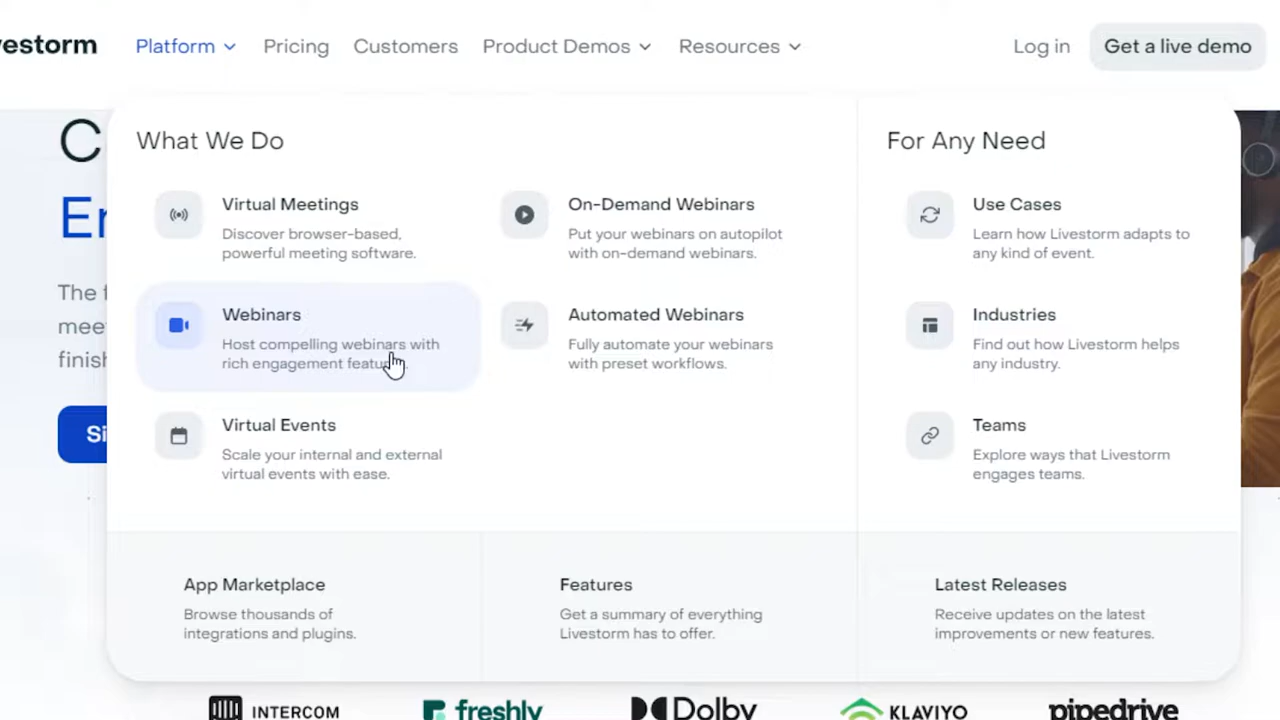 vestorm
Platform
Pricing
Customers
Product Demos
Resources
Log in
Get a live demo
What We Do
Virtual Meetings
Discover browser-based,
powerful meeting software.
Webinars
Host compelling webinars with
rich engagement
Virtual Events
Scale your internal and external
virtual events with ease.
On-Demand Webinars
Put your webinars on autopilot
with on-demand webinars.
Automated Webinars
Fully automate your webinars
with preset workflows.
For Any Need
Use Cases
Learn how Livestorm adapts to
any kind of event.
Industries
Find out how Livestorm helps
any industry.
Teams
Explore ways that Livestorm
engages teams.
App Marketplace
Browse thousands of
integrations and plugins.
Features
Get a summary of everything
Livestorm has to offer.
Latest Releases
Receive updates on the latest
improvements or new features.
C
Er
The f
mee
finish
Si
INTERCOM
freshly
Dolby
KLAVIYO
pipedrive